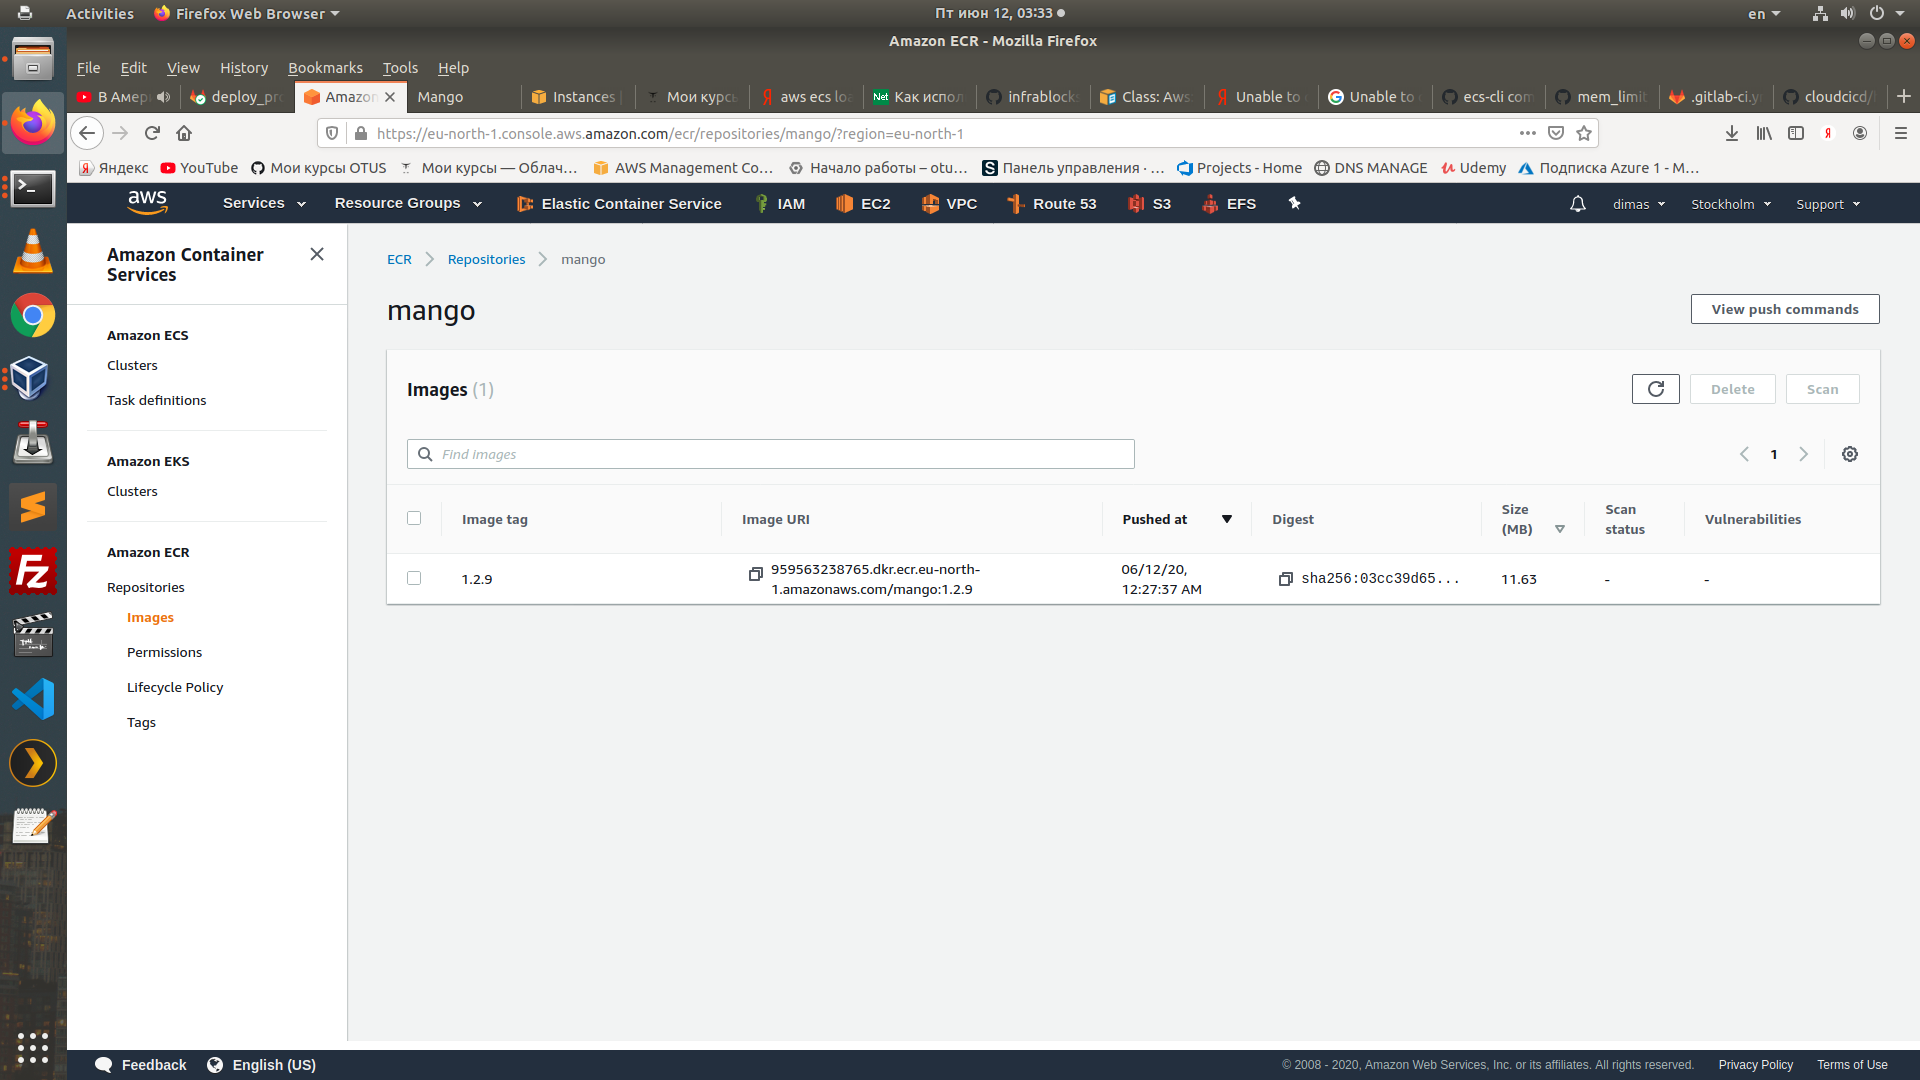 Activities
Firefox Web Browser
Пт июн 12, 03:33
en
Amazon ECR - Mozilla Firefox
File Edit View History Bookmarks Tools Help
В Амер
deploy_pr
Amazon
Mango
Instances
Мои курс
aws ecs lo
Как испол
infrablock
Class: Aws
Unable to
Unable to
ecs-cli com
mem_limit
.gitlab-ci.y
cloudcicd/
https://eu-north-1.console.aws.amazon.com/ecr/repositories/mango/?region=eu-north-1
Яндекс
YouTube
Мои курсы OTUS
Мои курсы — Облач…
AWS Management Co…
Начало работы – otu…
Панель управления · …
Projects - Home
DNS MANAGE
Udemy
Подписка Azure 1 - M…
aws
Services
Resource Groups
Elastic Container Service
IAM
EC2
VPC
Route 53
S3
EFS
dimas
Stockholm
Support
Amazon Container
Services
Amazon ECS
Clusters
Task definitions
Amazon EKS
Clusters
Amazon ECR
Repositories
Images
Permissions
Lifecycle Policy
Tags
ECR
Repositories
mango
mango
View push commands
Images (1)
Delete
Scan
Find images
1
Image tag
Image URI
Pushed at
Digest
Size
(MB)
Scan
status
Vulnerabilities
1.2.9
959563238765.dkr.ecr.eu-north-
1.amazonaws.com/mango:1.2.9
06/12/20,
12:27:37 AM
sha256:03cc39d65...
11.63
-
-
Feedback
English (US)
© 2008 - 2020, Amazon Web Services, Inc. or its affiliates. All rights reserved.
Privacy Policy
Terms of Use